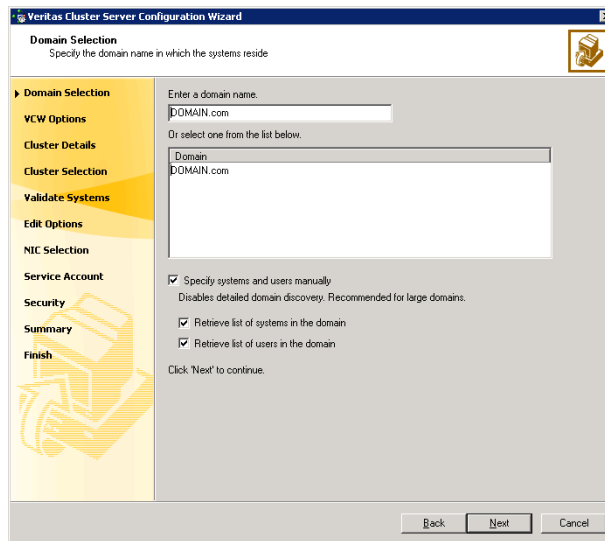 Veritas Cluster Server Configuration Wizard
Domain Selection
Specify the domain name in which the systems reside
Domain Selection
VCW Options
Cluster Details
Cluster Selection
Validate Systems
Edit Options
NIC Selection
Service Account
Security
Summary
Finish
Enter a domain name.
DOMAIN.com
Or select one from the list below.
Domain
DOMAIN.com
Specify systems and users manually
Disables detailed domain discovery. Recommended for large domains.
Retrieve list of systems in the domain
Retrieve list of users in the domain
Click 'Next' to continue.
Back Next Cancel